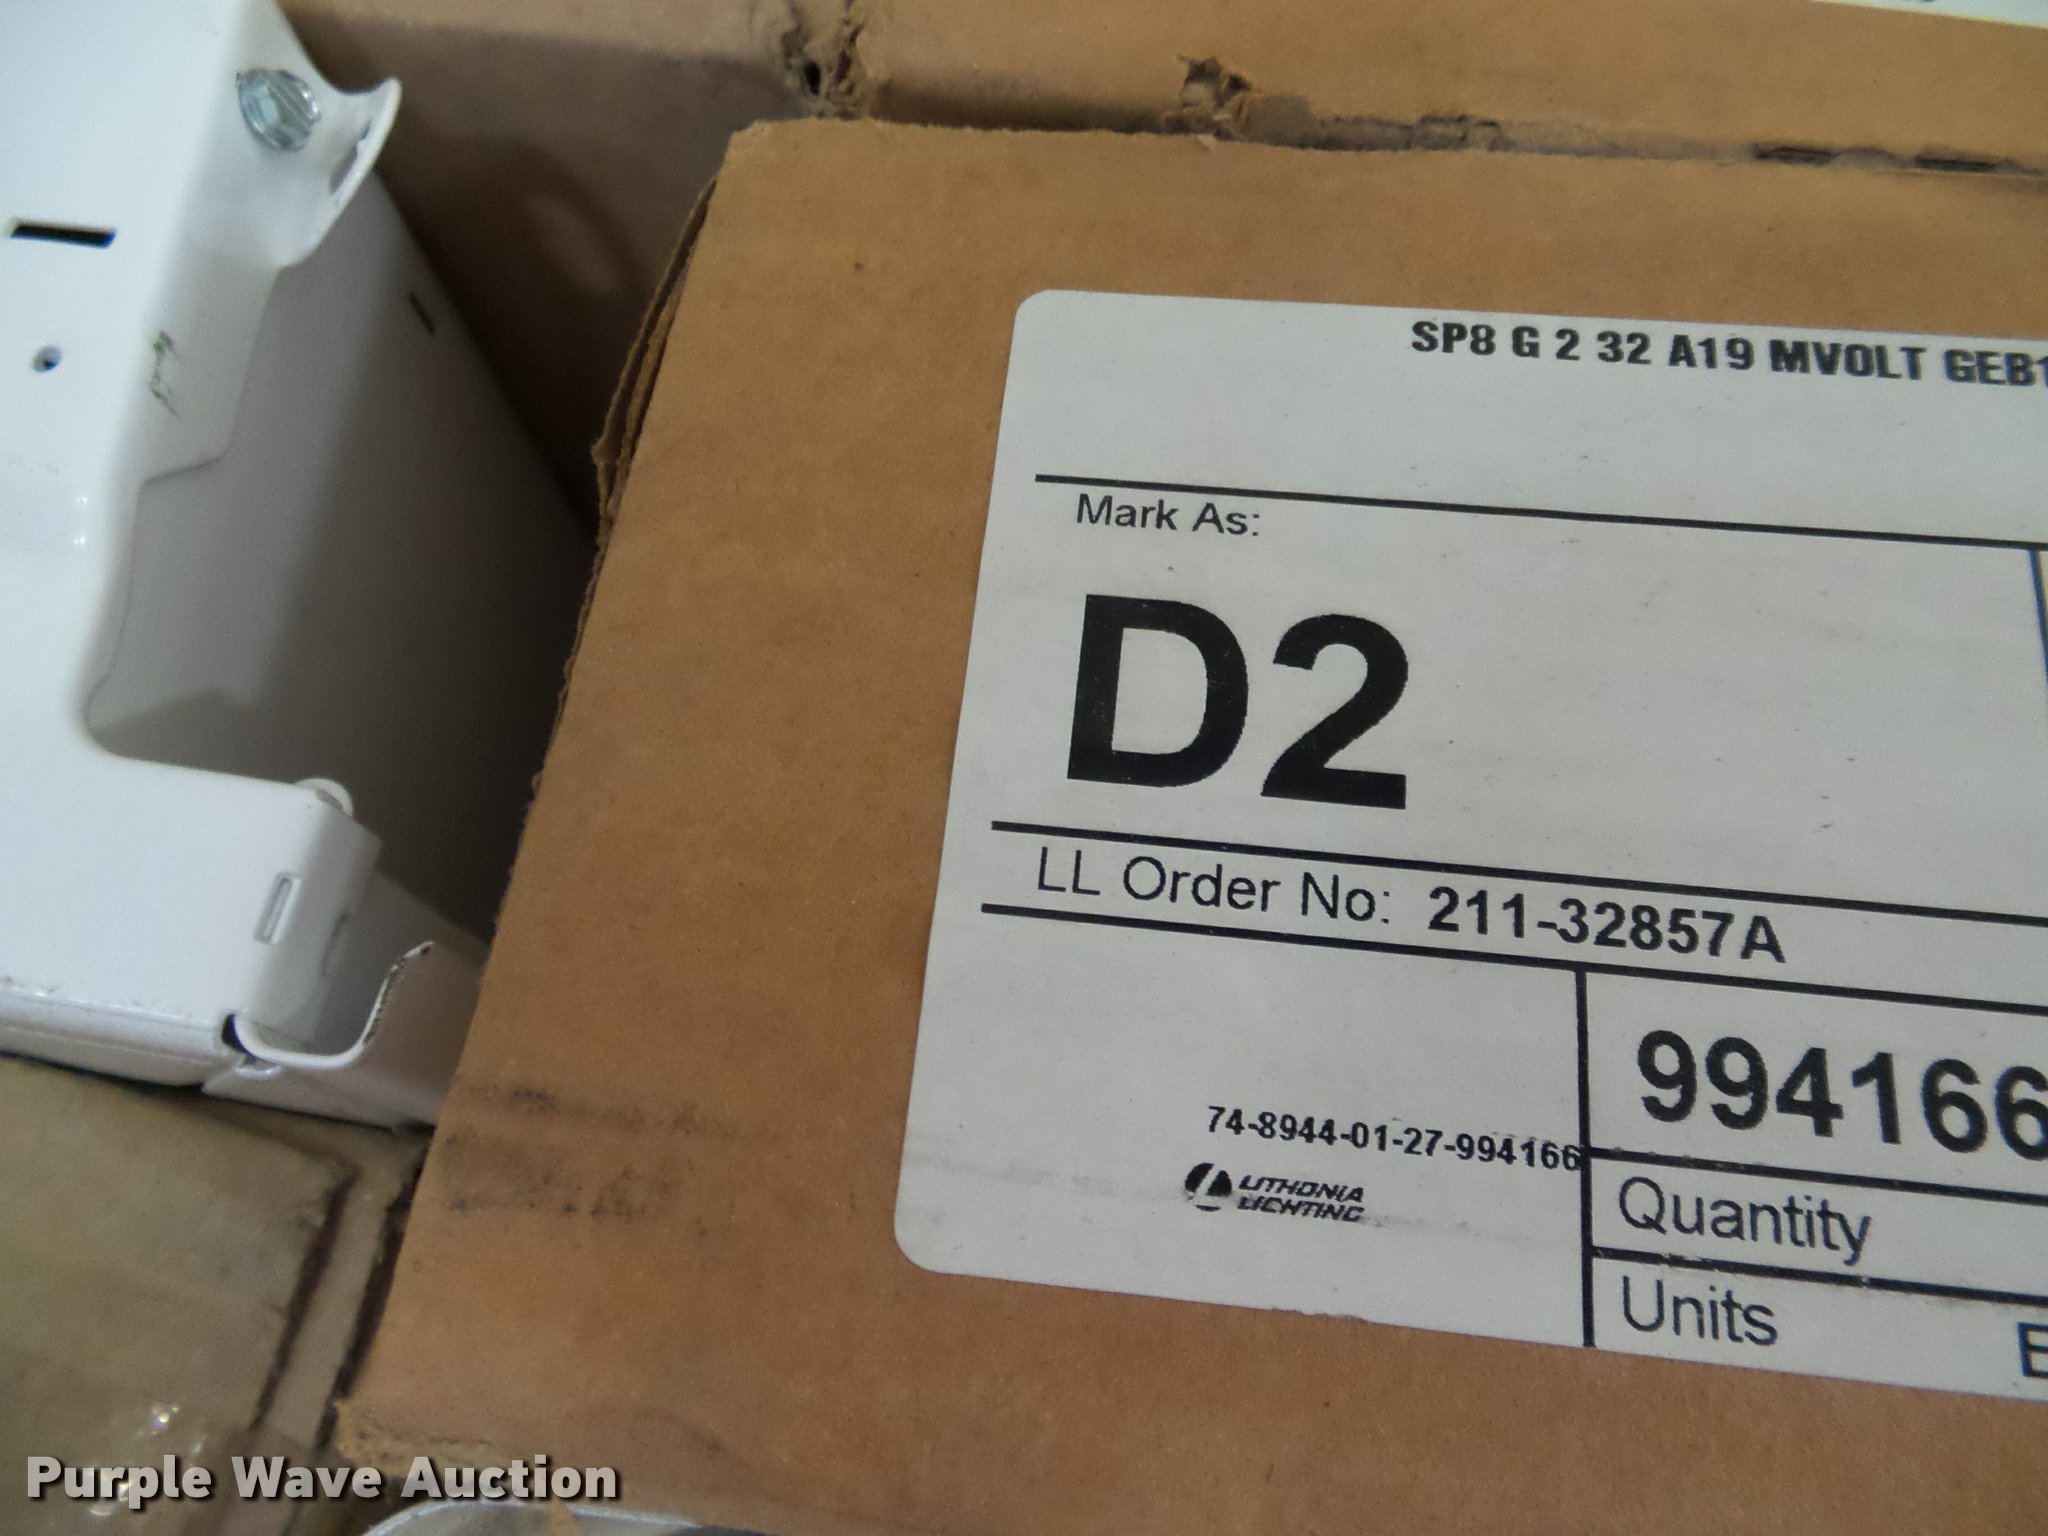 SP8 G 2 32 A19 MVOLT GEB1
Mark As:
D2
LL Order No: 211-32857A
994166
74-8944-01-27-994166
LITHONIA
LIGHTING
Quantity
Units
E
Purple Wave Auction